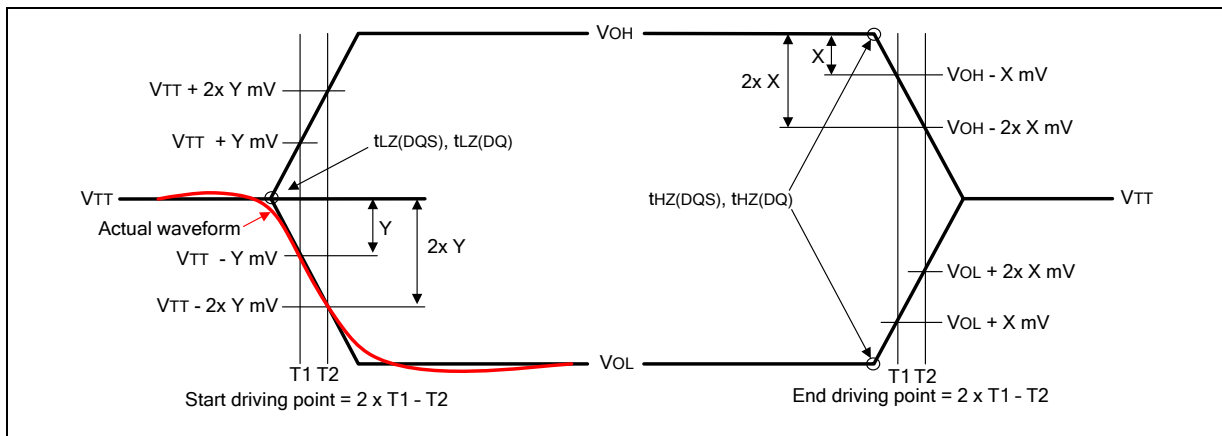 VOH
X
2x X
VOH - X mV
VTT + 2x Y mV
VOH - 2x X mV
VTT + Y mV
tLZ(DQS), tLZ(DQ)
VTT
tHZ(DQS), tHZ(DQ)
VTT
Actual waveform
Y
2x Y
VTT - Y mV
VOL + 2x X mV
VTT - 2x Y mV
VOL + X mV
VOL
T1 T2
T1 T2
Start driving point = 2 x T1 - T2
End driving point = 2 x T1 - T2